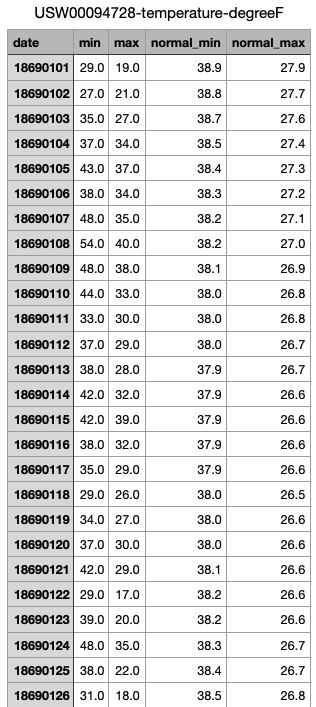 USW00094728-temperature-degreeF
date min max normal_min normal_max
18690101 29.0 19.0 38.9 27.9
18690102 27.0 21.0 38.8 27.7
18690103 35.0 27.0 38.7 27.6
18690104 37.0 34.0 38.5 27.4
18690105 43.0 37.0 38.4 27.3
18690106 38.0 34.0 38.3 27.2
18690107 48.0 35.0 38.2 27.1
18690108 54.0 40.0 38.2 27.0
18690109 48.0 38.0 38.1 26.9
18690110 44.0 33.0 38.0 26.8
18690111 33.0 30.0 38.0 26.8
18690112 37.0 29.0 38.0 26.7
18690113 38.0 28.0 37.9 26.7
18690114 42.0 32.0 37.9 26.6
18690115 42.0 39.0 37.9 26.6
18690116 38.0 32.0 37.9 26.6
18690117 35.0 29.0 37.9 26.6
18690118 29.0 26.0 38.0 26.5
18690119 34.0 27.0 38.0 26.6
18690120 37.0 30.0 38.0 26.6
18690121 42.0 29.0 38.1 26.6
18690122 29.0 17.0 38.2 26.6
18690123 39.0 20.0 38.2 26.6
18690124 48.0 35.0 38.3 26.7
18690125 38.0 22.0 38.4 26.7
18690126 31.0 18.0 38.5 26.8